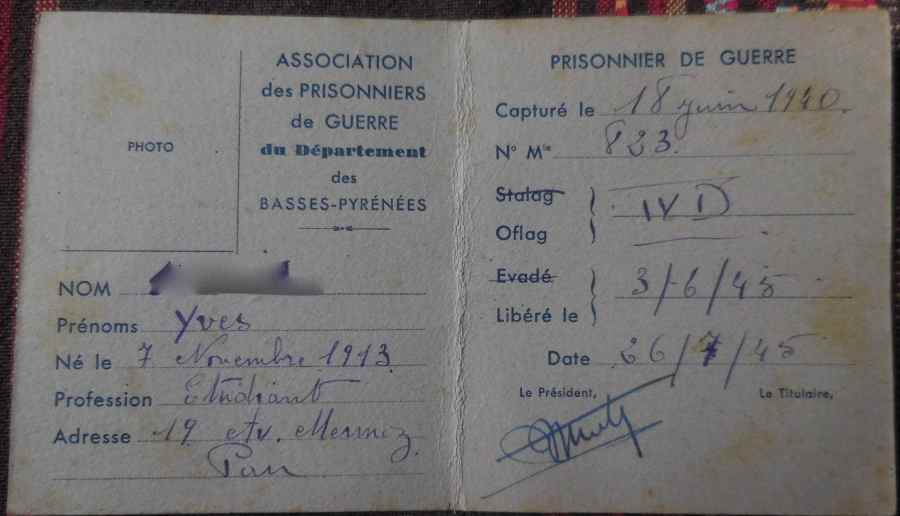 PHOTO
ASSOCIATION
des PRISONNIERS
de GUERRE
du Département
des
BASSES-PYRÉNÉES
NOM
Prénoms Yves
Né le 7 Novembre 1913
Profession Etudiant
Adresse 19 Av. Mermoz
Pau
PRISONNIER DE GUERRE
Capturé le 18 juin 1940.
N° Mle 823.
Stalag
Oflag IV D
Evadé
Libéré le 3/6/45
Date 26/7/45
Le Président, Le Titulaire,